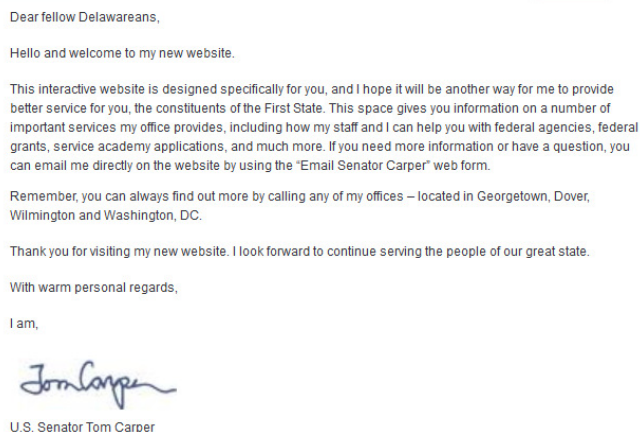 Dear fellow Delawareans,
Hello and welcome to my new website.
This interactive website is designed specifically for you, and I hope it will be another way for me to provide
better service for you, the constituents of the First State. This space gives you information on a number of
important services my office provides, including how my staff and I can help you with federal agencies, federal
grants, service academy applications, and much more. If you need more information or have a question, you
can email me directly on the website by using the “Email Senator Carper” web form.
Remember, you can always find out more by calling any of my offices – located in Georgetown, Dover,
Wilmington and Washington, DC.
Thank you for visiting my new website. I look forward to continue serving the people of our great state.
With warm personal regards,
I am,
Tom Carper
U.S. Senator Tom Carper